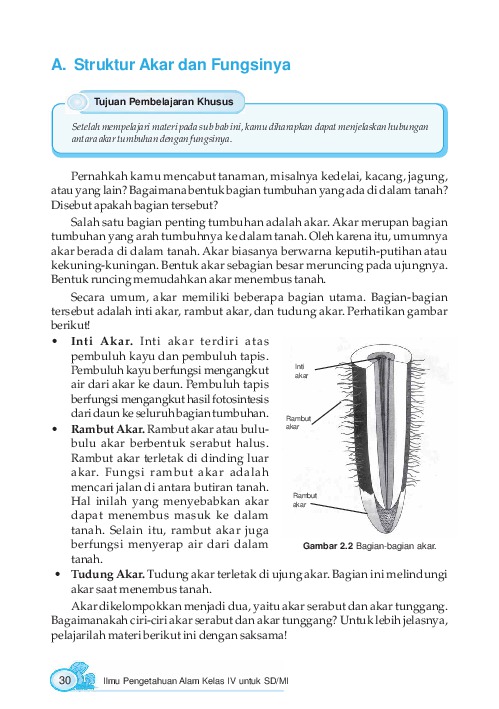 A. Struktur Akar dan Fungsinya
Tujuan Pembelajaran Khusus
Setelah mempelajari materi pada sub bab ini, kamu diharapkan dapat menjelaskan hubungan
antara akar tumbuhan dengan fungsinya.
Pernahkah kamu mencabut tanaman, misalnya kedelai, kacang, jagung,
atau yang lain? Bagaimana bentuk bagian tumbuhan yang ada di dalam tanah?
Disebut apakah bagian tersebut?
Salah satu bagian penting tumbuhan adalah akar. Akar merupan bagian
tumbuhan yang arah tumbuhnya ke dalam tanah. Oleh karena itu, umumnya
akar berada di dalam tanah. Akar biasanya berwarna keputih-putihan atau
kekuning-kuningan. Bentuk akar sebagian besar meruncing pada ujungnya.
Bentuk runcing memudahkan akar menembus tanah.
Secara umum, akar memiliki beberapa bagian utama. Bagian-bagian
tersebut adalah inti akar, rambut akar, dan tudung akar. Perhatikan gambar
berikut!
• Inti Akar. Inti akar terdiri atas
pembuluh kayu dan pembuluh tapis.
Pembuluh kayu berfungsi mengangkut
air dari akar ke daun. Pembuluh tapis
berfungsi mengangkut hasil fotosintesis
dari daun ke seluruh bagian tumbuhan.
• Rambut Akar. Rambut akar atau bulu-
bulu akar berbentuk serabut halus.
Rambut akar terletak di dinding luar
akar. Fungsi rambut akar adalah
mencari jalan di antara butiran tanah.
Hal inilah yang menyebabkan akar
dapat menembus masuk ke dalam
tanah. Selain itu, rambut akar juga
berfungsi menyerap air dari dalam
tanah.
Inti
akar
Rambut
akar
Rambut
akar
Gambar 2.2 Bagian-bagian akar.
• Tudung Akar. Tudung akar terletak di ujung akar. Bagian ini melindungi
akar saat menembus tanah.
Akar dikelompokkan menjadi dua, yaitu akar serabut dan akar tunggang.
Bagaimanakah ciri-ciri akar serabut dan akar tunggang? Untuk lebih jelasnya,
pelajarilah materi berikut ini dengan saksama!
30 Ilmu Pengetahuan Alam Kelas IV untuk SD/MI